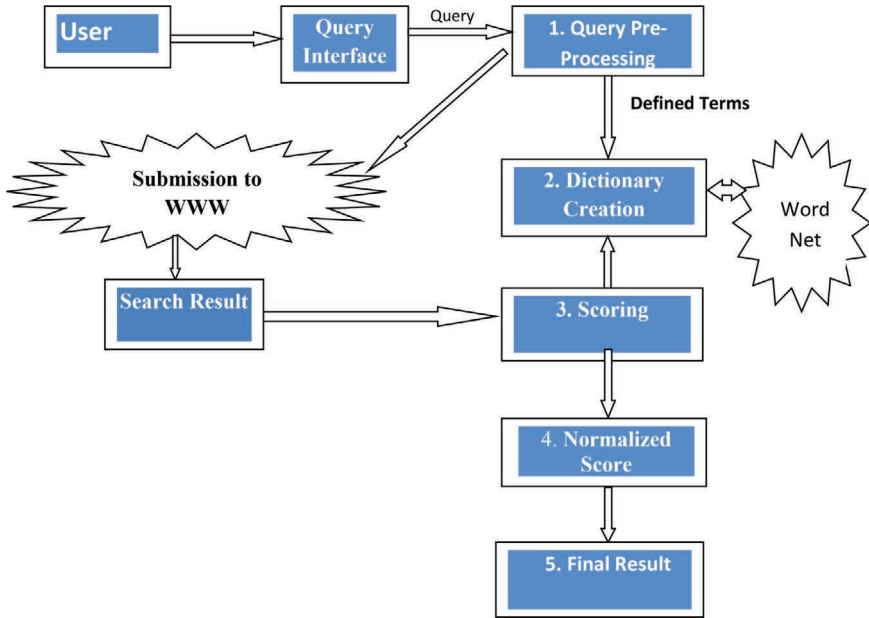 User
Query
Interface
Query
1. Query Pre-
Processing
Defined Terms
Submission to
WWW
2. Dictionary
Creation
Word
Net
Search Result
3. Scoring
4. Normalized
Score
5. Final Result